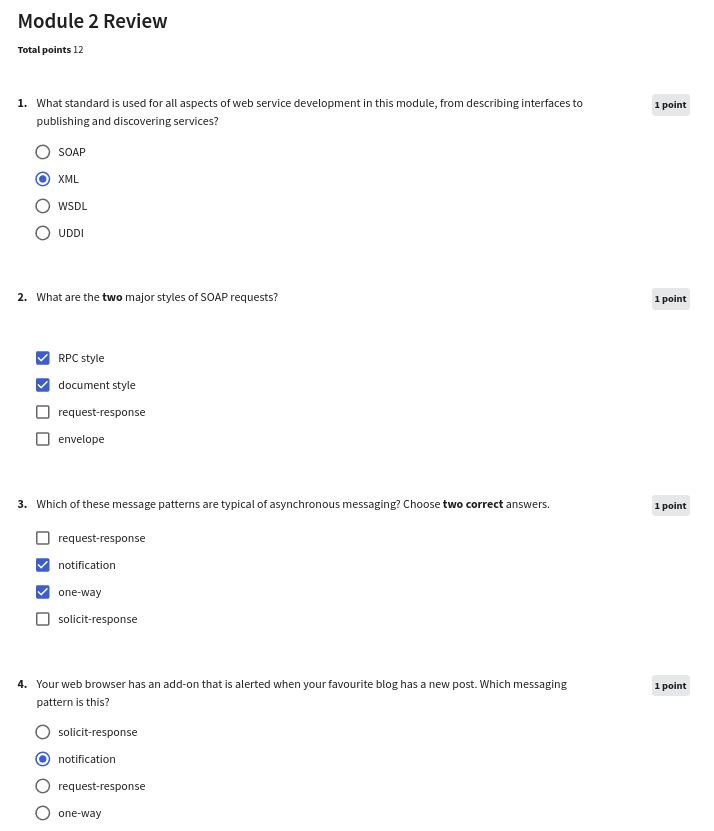 Module 2 Review
Total points 12
1. What standard is used for all aspects of web service development in this module, from describing interfaces to
publishing and discovering services?
1 point
SOAP
XML
WSDL
UDDI
2. What are the two major styles of SOAP requests?
1 point
RPC style
document style
request-response
envelope
3. Which of these message patterns are typical of asynchronous messaging? Choose two correct answers.
1 point
request-response
notification
one-way
solicit-response
4. Your web browser has an add-on that is alerted when your favourite blog has a new post. Which messaging
pattern is this?
1 point
solicit-response
notification
request-response
one-way